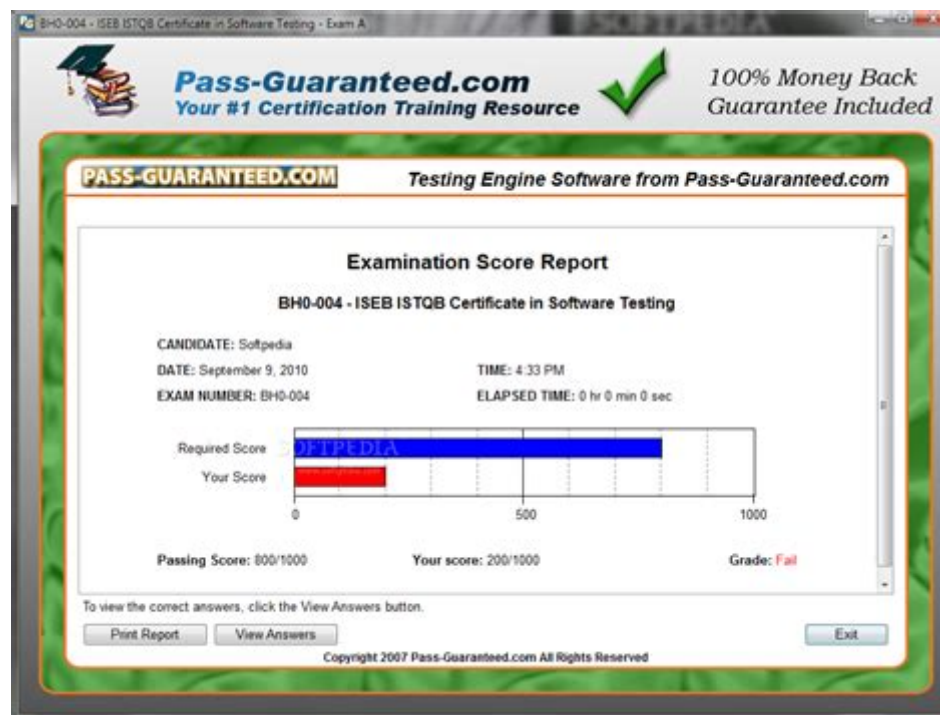 BH0-004 - ISEB ISTQB Certificate in Software Testing - Exam A
SOFTPEDIA
Pass-Guaranteed.com
Your #1 Certification Training Resource
100% Money Back
Guarantee Included
PASS-GUARANTEED.COM
Testing Engine Software from Pass-Guaranteed.com
Examination Score Report
BH0-004 - ISEB ISTQB Certificate in Software Testing
CANDIDATE: Softpedia
DATE: September 9, 2010
TIME: 4:33 PM
EXAM NUMBER: BH0-004
ELAPSED TIME: 0 hr 0 min 0 sec
Required Score
SOFTPEDIA
Your Score
www.softpedia.com
0
500
1000
Passing Score: 800/1000
Your score: 200/1000
Grade: Fail
To view the correct answers, click the View Answers button.
Print Report
View Answers
Exit
Copyright 2007 Pass-Guaranteed.com All Rights Reserved